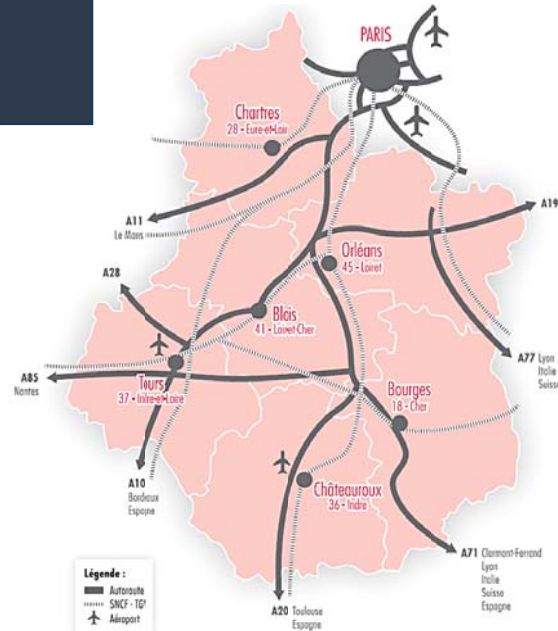 PARIS
Chartres
28 - Eure-et-Loir
A11
Le Mans
A19
Orléans
45 - Loiret
A28
Blois
41 - Loir-et-Cher
A77 Lyon
Italie
Suisse
A85
Nantes
Tours
37 - Indre-et-Loire
Bourges
18 - Cher
A10
Bordeaux
Espagne
Châteauroux
36 - Indre
A71 Clermont-Ferrand
Lyon
Italie
Suisse
Espagne
A20 Toulouse
Espagne
Légende :
Autoroute
SNCF - TGV
Aéroport